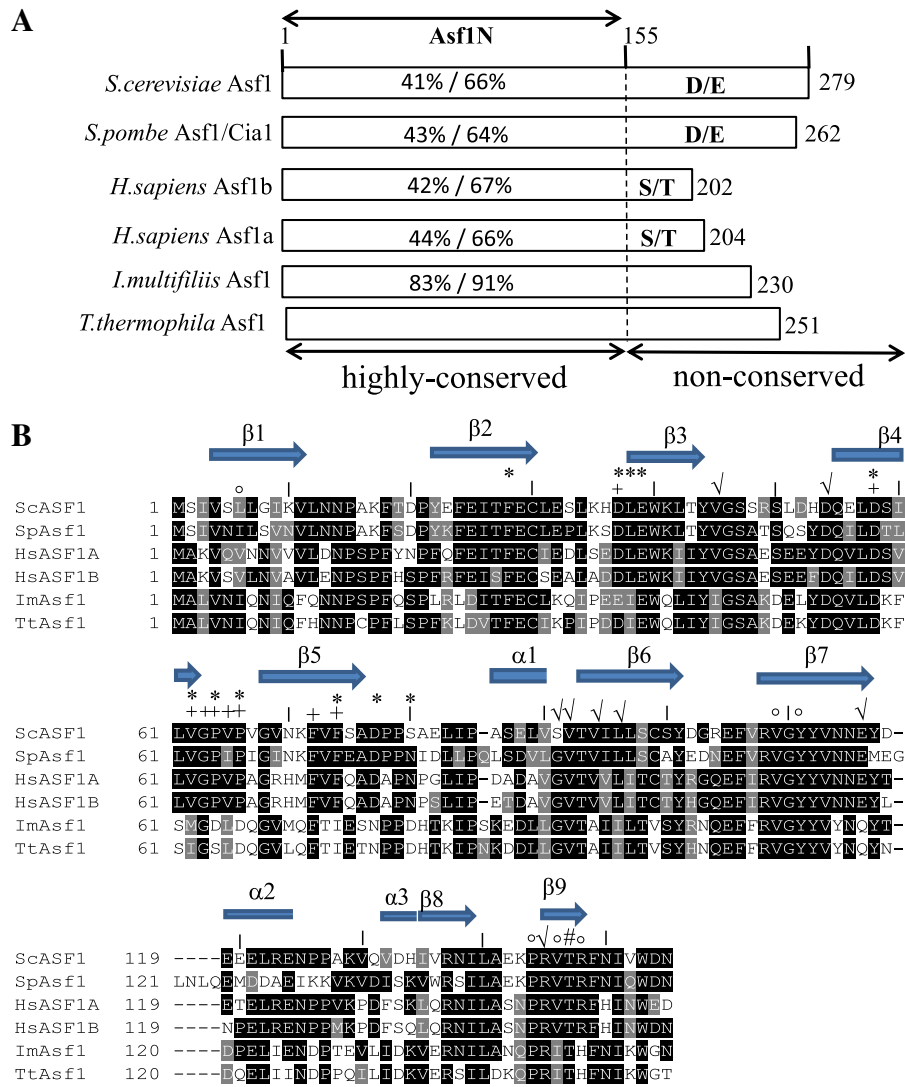 A
1 Asf1N 155
S.cerevisiae Asf1 41% / 66% D/E 279
S.pombe Asf1/Cia1 43% / 64% D/E 262
H.sapiens Asf1b 42% / 67% S/T 202
H.sapiens Asf1a 44% / 66% S/T 204
I.multifiliis Asf1 83% / 91% 230
T.thermophila Asf1 251
highly-conserved non-conserved
B
β1 β2 β3 β4
* *** *
° + √ √ +
ScASF1 1 MSIVSLLGIKVLNNPAKFTDPYEFEITFECLESLKHDLEWKLTYVGSSRSLDHDQELDSI
SpAsf1 1 MSIVNILSVNVLNNPAKFSDPYKFEITFECLEPLKSDLEWKLTYVGSATSQSYDQILDTL
HsASF1A 1 MAKVQVNNVVVLDNPSPFYNPFQFEITFECIEDLSEDLEWKIIYVGSAESEEYDQVLDSV
HsASF1B 1 MAKVSVLNVAVLENPSPFHSPFRFEISFECSEALADDLEWKIIYVGSAESEEFDQILDSV
ImAsf1 1 MALVNIQNIQFQNNPSPFQSPLRLDITFECLKQIPEEIEWQLIYIGSAKDELYDQVLDKF
TtAsf1 1 MALVNIQNIQFHNNPCPFLSPFKLDVTFECIKPIPDDIEWQLIYIGSAKDEKYDQVLDKF
β5 α1 β6 β7
* * * * * *
+++++ + + √√ √ √ ° ° √
ScASF1 61 LVGPVPVGVNKFVFSADPPSAELIP-ASELVSVTVILLSCSYDGREFVRVGYYVNNEYD-
SpAsf1 61 LVGPIPIGINKFVFEADPPNIDLLPQLSDVLGVTVILLSCAYEDNEFVRVGYYVNNEMEG
HsASF1A 61 LVGPVPAGRHMFVFQADAPNPGLIP-DADAVGVTVVLITCTYRGQEFIRVGYYVNNEYT-
HsASF1B 61 LVGPVPAGRHMFVFQADAPNPSLIP-ETDAVGVTVVLITCTYRGQEFIRVGYYVNNEYL-
ImAsf1 61 SMGDLDQGVMQFTIESNPPDHTKIPSKEDLLGVTAIILTVSYRNQEFFRVGYYVYNQYT-
TtAsf1 61 SIGSLDQGVLQFTIETNPPDHTKIPNKDDLLGVTAIILTVSYHNQEFFRVGYYVYNQYN-
α2 α3 β8 β9
°√°#°
ScASF1 119 ----EEELRENPPAKVQVDHIVRNILAEKPRVTRFNIVWDN
SpAsf1 121 LNLQEMDDAEIKKVKVDISKVWRSILAEKPRVTRFNIQWDN
HsASF1A 119 ----ETELRENPPVKPDFSKLQRNILASNPRVTRFHINWED
HsASF1B 119 ----NPELRENPPMKPDFSQLQRNILASNPRVTRFHINWDN
ImAsf1 120 ----DPELIENDPTEVLIDKVERNILANQPRITHFNIKWGN
TtAsf1 120 ----DQELIINDPPQILIDKVERSILDKQPRITHFNIKWGT